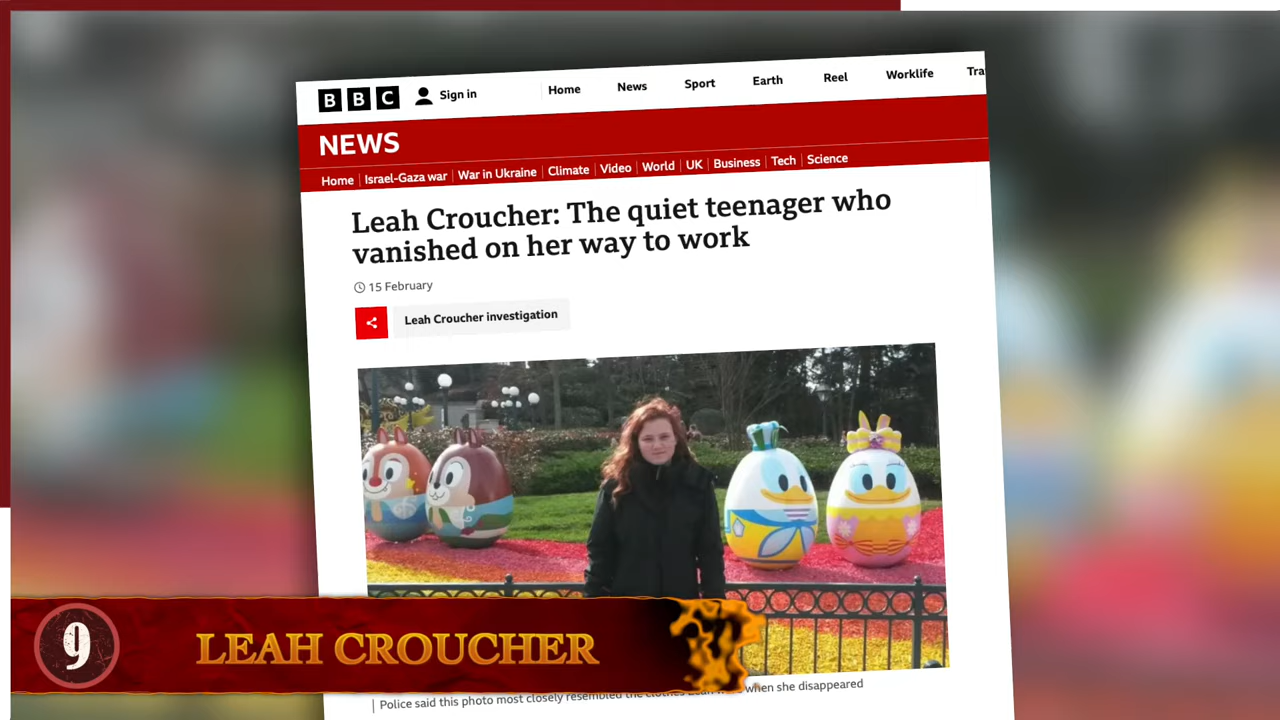 BBC Sign in Home News Sport Earth Reel Worklife Tra
NEWS
Home Israel-Gaza war War in Ukraine Climate Video World UK Business Tech Science
Leah Croucher: The quiet teenager who
vanished on her way to work
15 February
Leah Croucher investigation
9 LEAH CROUCHER
Police said this photo most closely resembled the clothes Leah when she disappeared